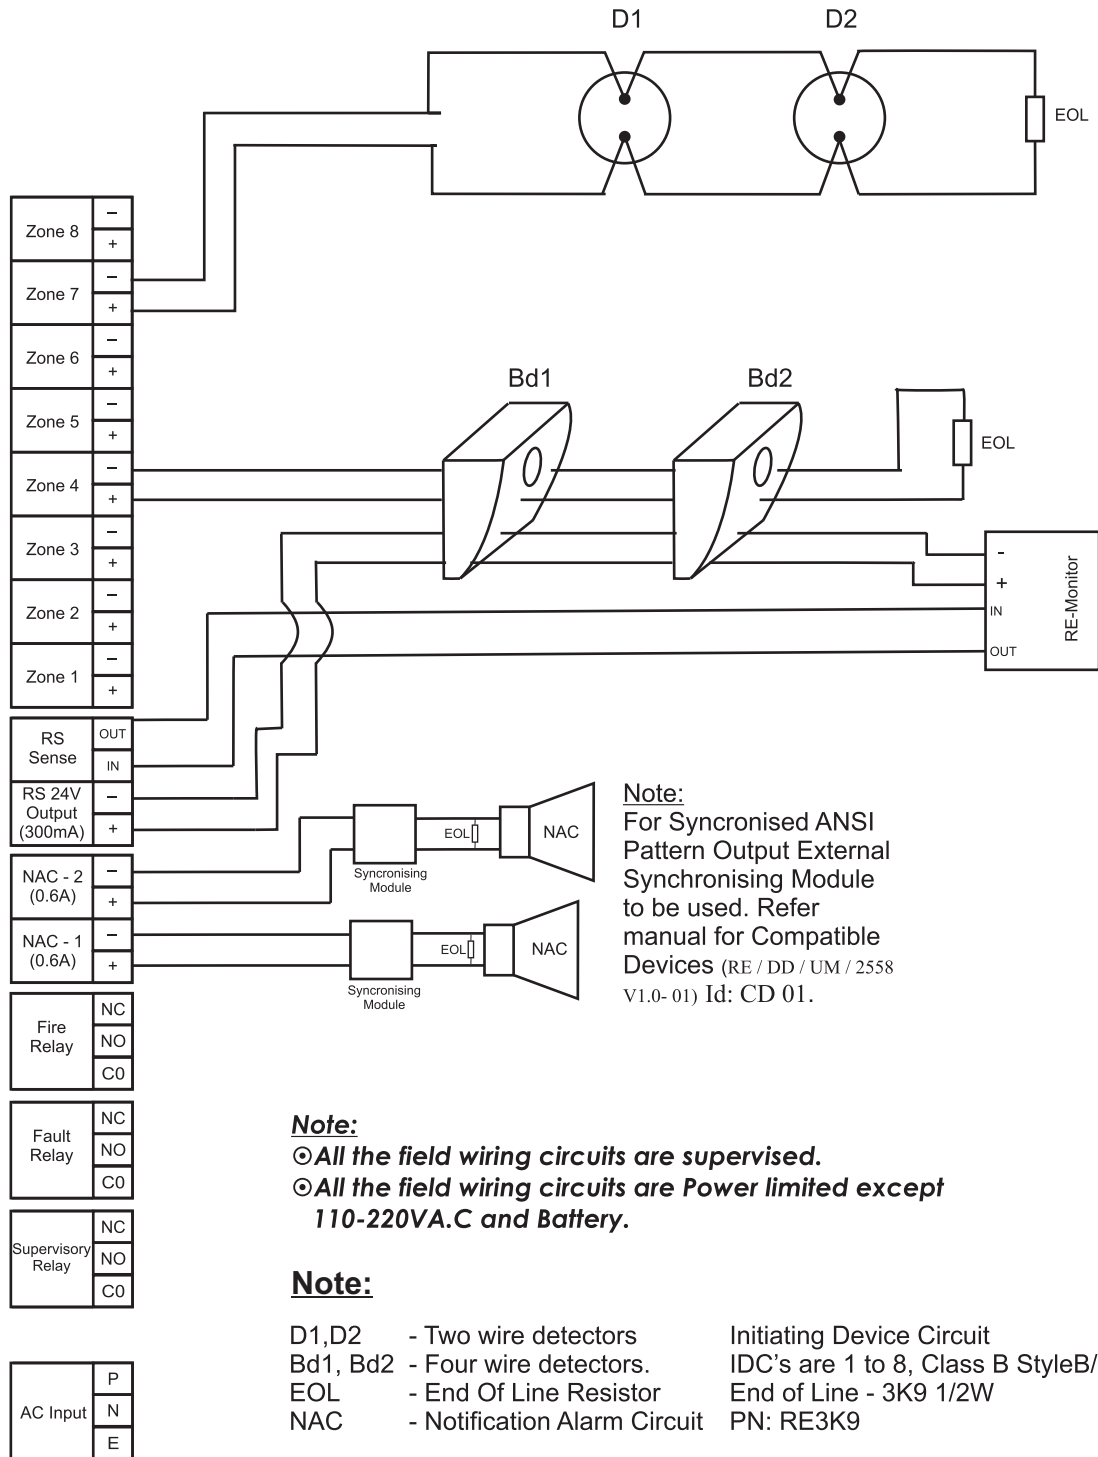 D1 D2
EOL
Zone 8 - +
Zone 7 - +
Zone 6 - +
Zone 5 - +
Zone 4 - +
Zone 3 - +
Zone 2 - +
Zone 1 - +
Bd1 Bd2
EOL
-
+
IN
OUT
RE-Monitor
RS
Sense
OUT
IN
RS 24V
Output
(300mA)
-
+
NAC - 2
(0.6A)
-
+
NAC - 1
(0.6A)
-
+
EOL NAC
Syncronising
Module
EOL NAC
Syncronising
Module
Note:
For Syncronised ANSI
Pattern Output External
Synchronising Module
to be used. Refer
manual for Compatible
Devices (RE / DD / UM / 2558
V1.0- 01) Id: CD 01.
Fire
Relay
NC
NO
C0
Fault
Relay
NC
NO
C0
Supervisory
Relay
NC
NO
C0
AC Input
P
N
E
Note:
⊙All the field wiring circuits are supervised.
⊙All the field wiring circuits are Power limited except
110-220VA.C and Battery.
Note:
D1,D2 - Two wire detectors
Bd1, Bd2 - Four wire detectors.
EOL - End Of Line Resistor
NAC - Notification Alarm Circuit
Initiating Device Circuit
IDC's are 1 to 8, Class B StyleB/
End of Line - 3K9 1/2W
PN: RE3K9